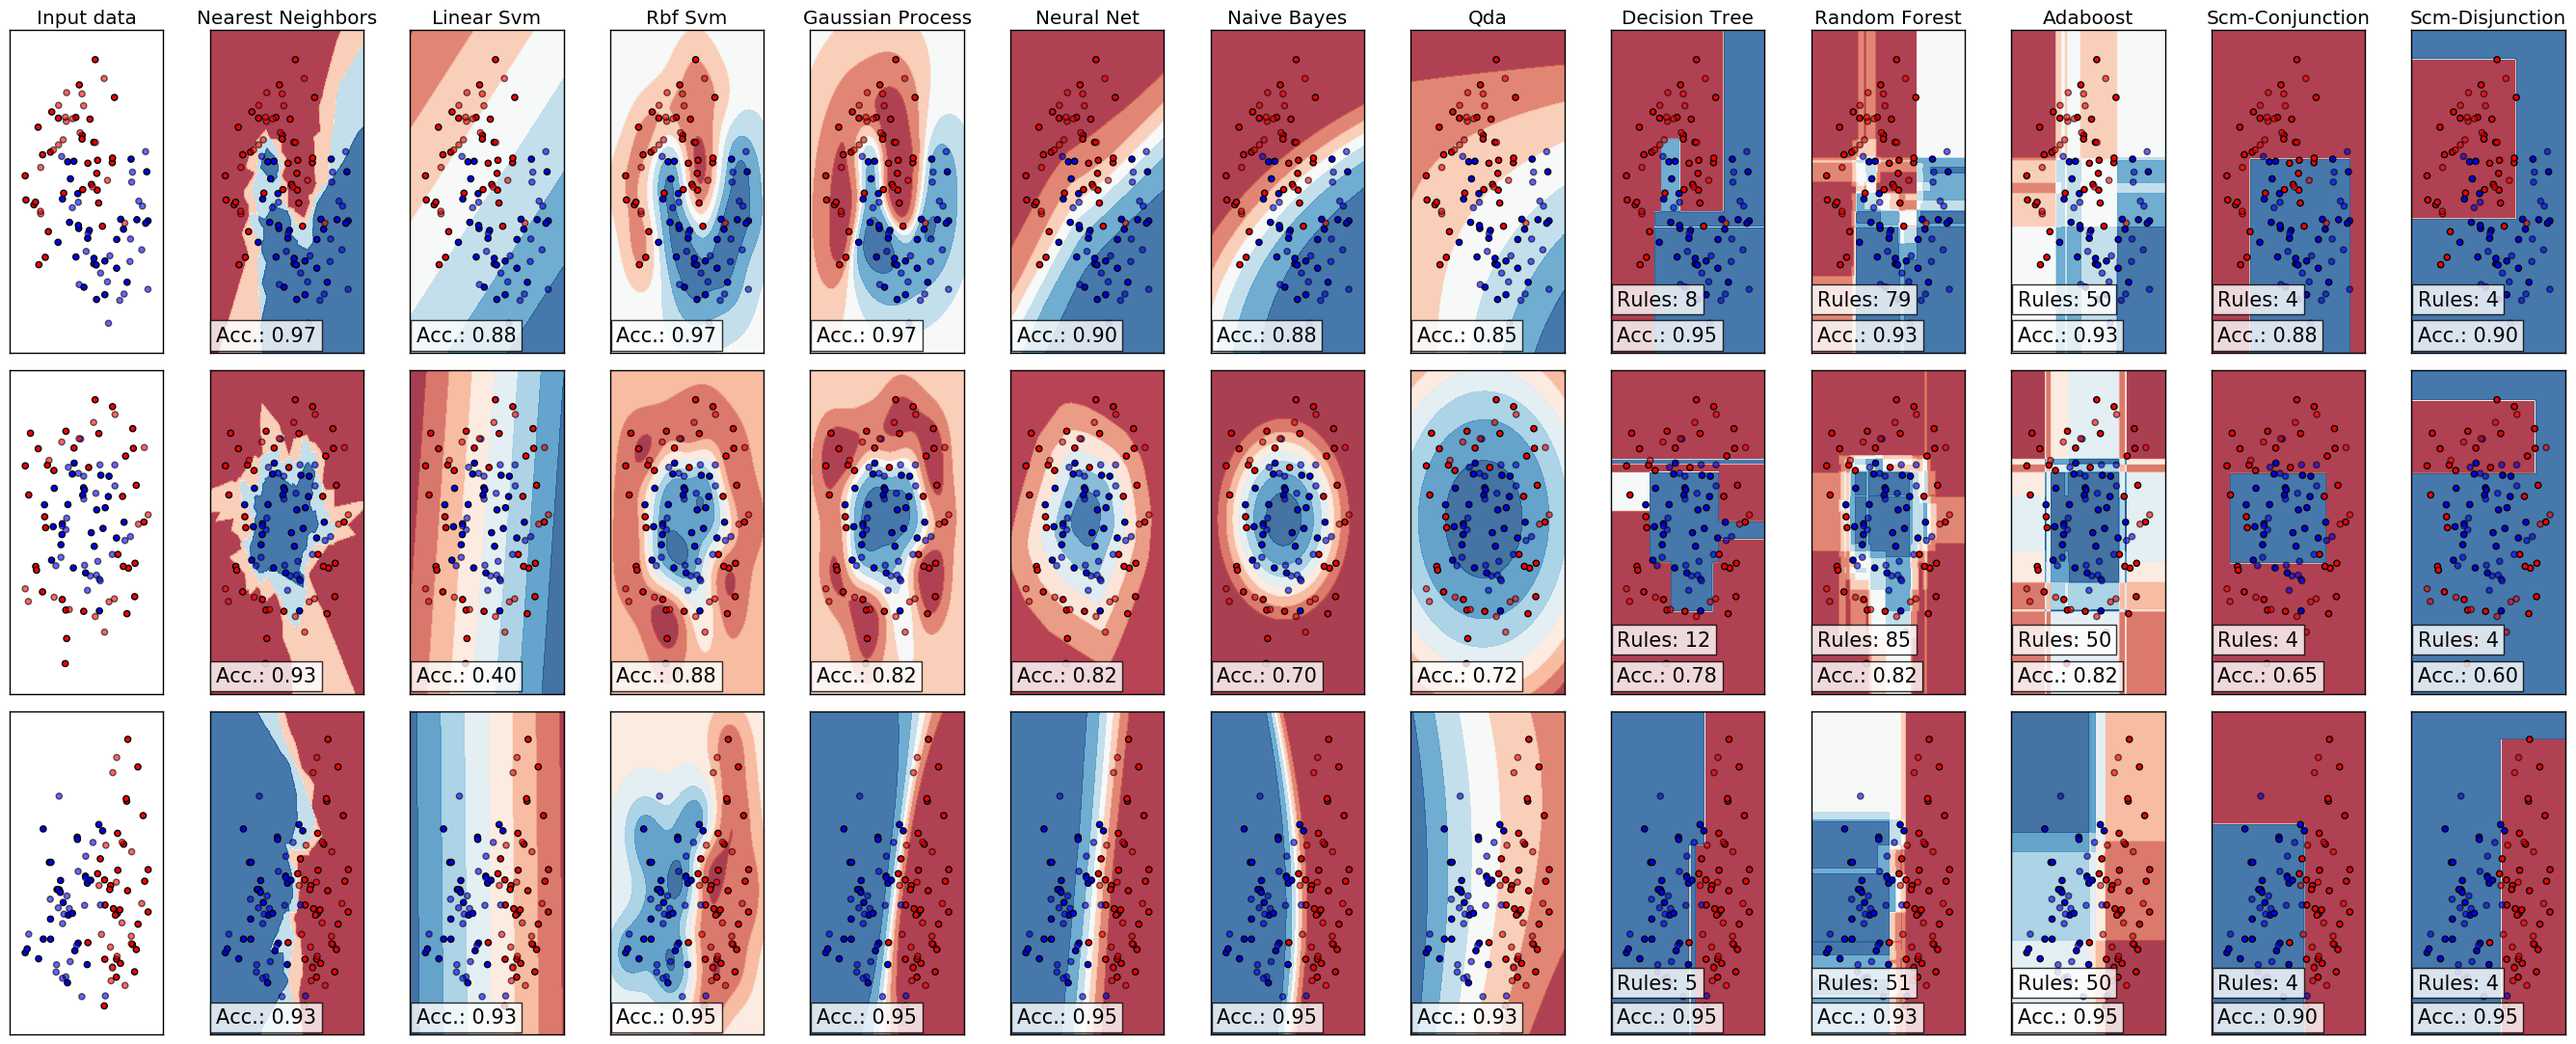 Input data
Nearest Neighbors
Linear Svm
Rbf Svm
Gaussian Process
Neural Net
Naive Bayes
Qda
Decision Tree
Random Forest
Adaboost
Scm-Conjunction
Scm-Disjunction
Rules: 8
Rules: 79
Rules: 50
Rules: 4
Rules: 4
Acc.: 0.97
Acc.: 0.88
Acc.: 0.97
Acc.: 0.97
Acc.: 0.90
Acc.: 0.88
Acc.: 0.85
Acc.: 0.95
Acc.: 0.93
Acc.: 0.93
Acc.: 0.88
Acc.: 0.90
Rules: 12
Rules: 85
Rules: 50
Rules: 4
Rules: 4
Acc.: 0.93
Acc.: 0.40
Acc.: 0.88
Acc.: 0.82
Acc.: 0.82
Acc.: 0.70
Acc.: 0.72
Acc.: 0.78
Acc.: 0.82
Acc.: 0.82
Acc.: 0.65
Acc.: 0.60
Rules: 5
Rules: 51
Rules: 50
Rules: 4
Rules: 4
Acc.: 0.93
Acc.: 0.93
Acc.: 0.95
Acc.: 0.95
Acc.: 0.95
Acc.: 0.95
Acc.: 0.93
Acc.: 0.95
Acc.: 0.93
Acc.: 0.95
Acc.: 0.90
Acc.: 0.95